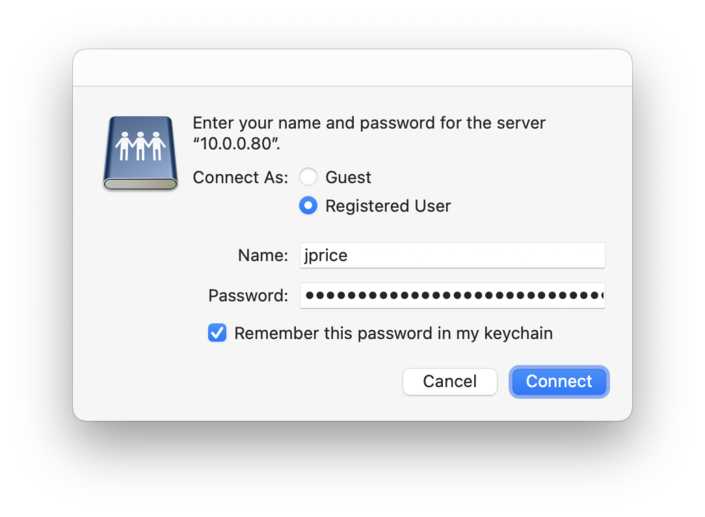 Enter your name and password for the server
“10.0.0.80”.
Connect As: Guest
Registered User
Name: jprice
Password: ••••••••••••••••••••••••••••
Remember this password in my keychain
Cancel Connect